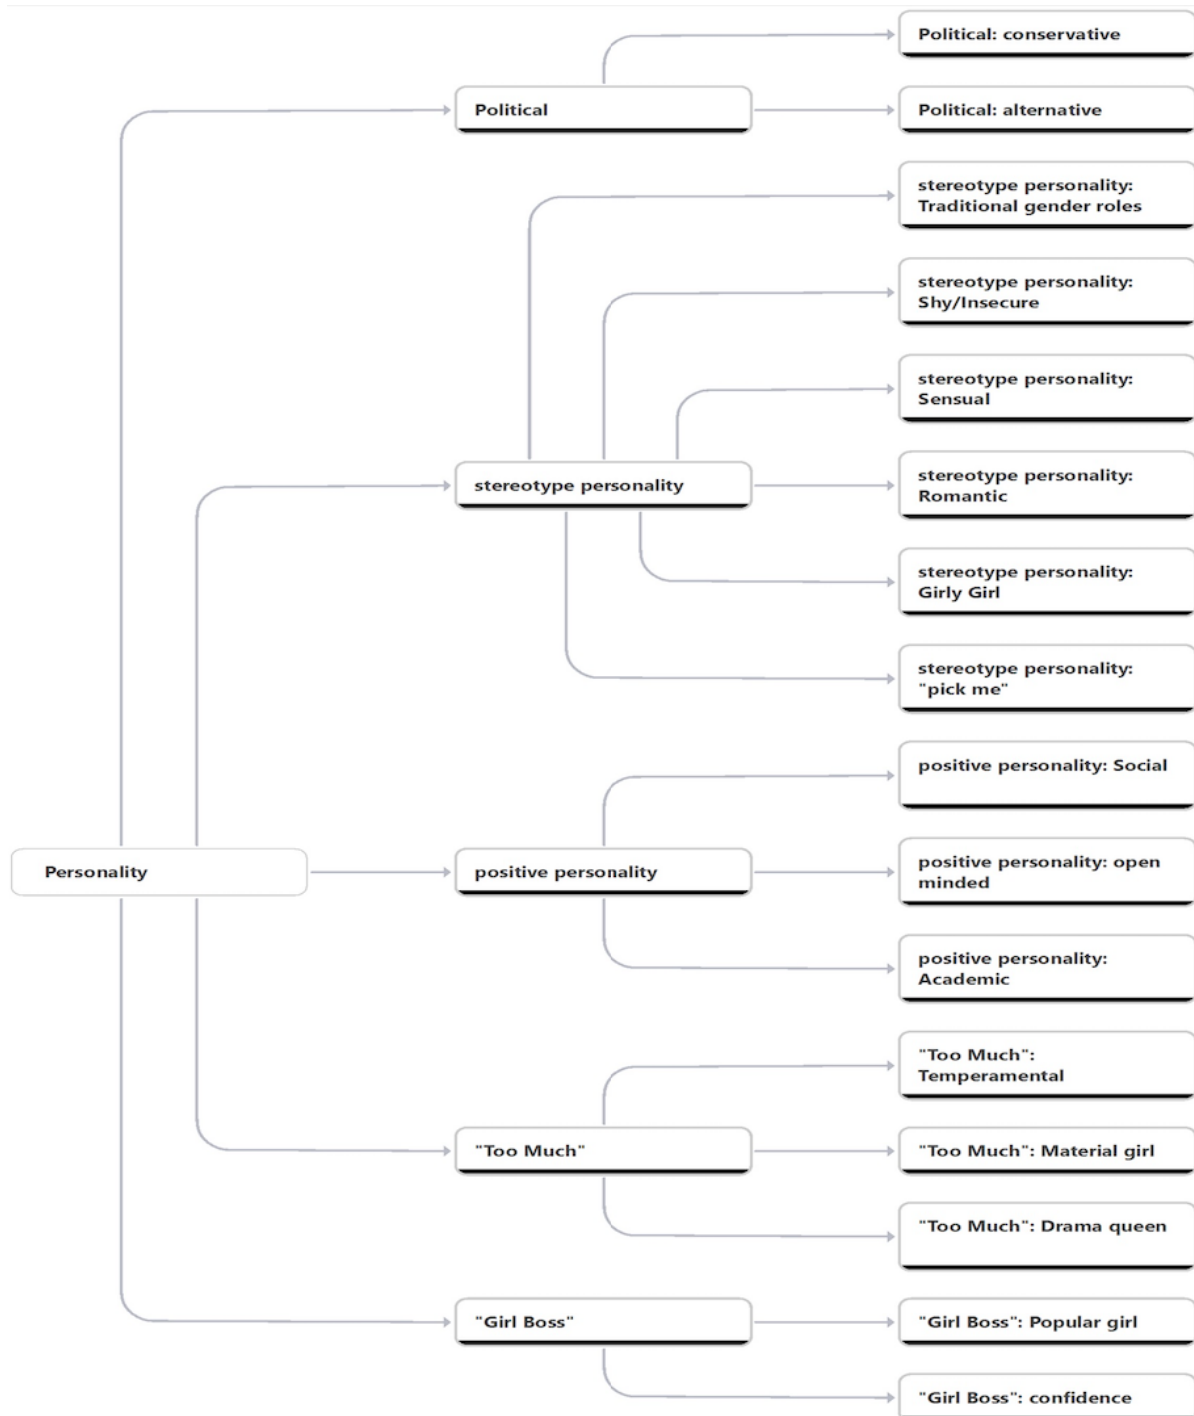 Political: conservative
Political
Political: alternative
stereotype personality:
Traditional gender roles
stereotype personality:
Shy/Insecure
stereotype personality:
Sensual
stereotype personality
stereotype personality:
Romantic
stereotype personality:
Girly Girl
stereotype personality:
"pick me"
positive personality: Social
Personality
positive personality
positive personality: open
minded
positive personality:
Academic
"Too Much":
Temperamental
"Too Much"
"Too Much": Material girl
"Too Much": Drama queen
"Girl Boss"
"Girl Boss": Popular girl
"Girl Boss": confidence